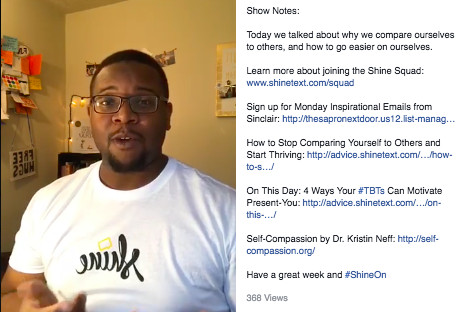 FREE
HUGS
Shine
Show Notes:
Today we talked about why we compare ourselves
to others, and how to go easier on ourselves.
Learn more about joining the Shine Squad:
www.shinetext.com/squad
Sign up for Monday Inspirational Emails from
Sinclair: http://thesapronextdoor.us12.list-manag...
How to Stop Comparing Yourself to Others and
Start Thriving: http://advice.shinetext.com/.../how-
to-s.../
On This Day: 4 Ways Your #TBTs Can Motivate
Present-You: http://advice.shinetext.com/.../on-
this-.../
Self-Compassion by Dr. Kristin Neff: http://self-
compassion.org/
Have a great week and #ShineOn
368 Views